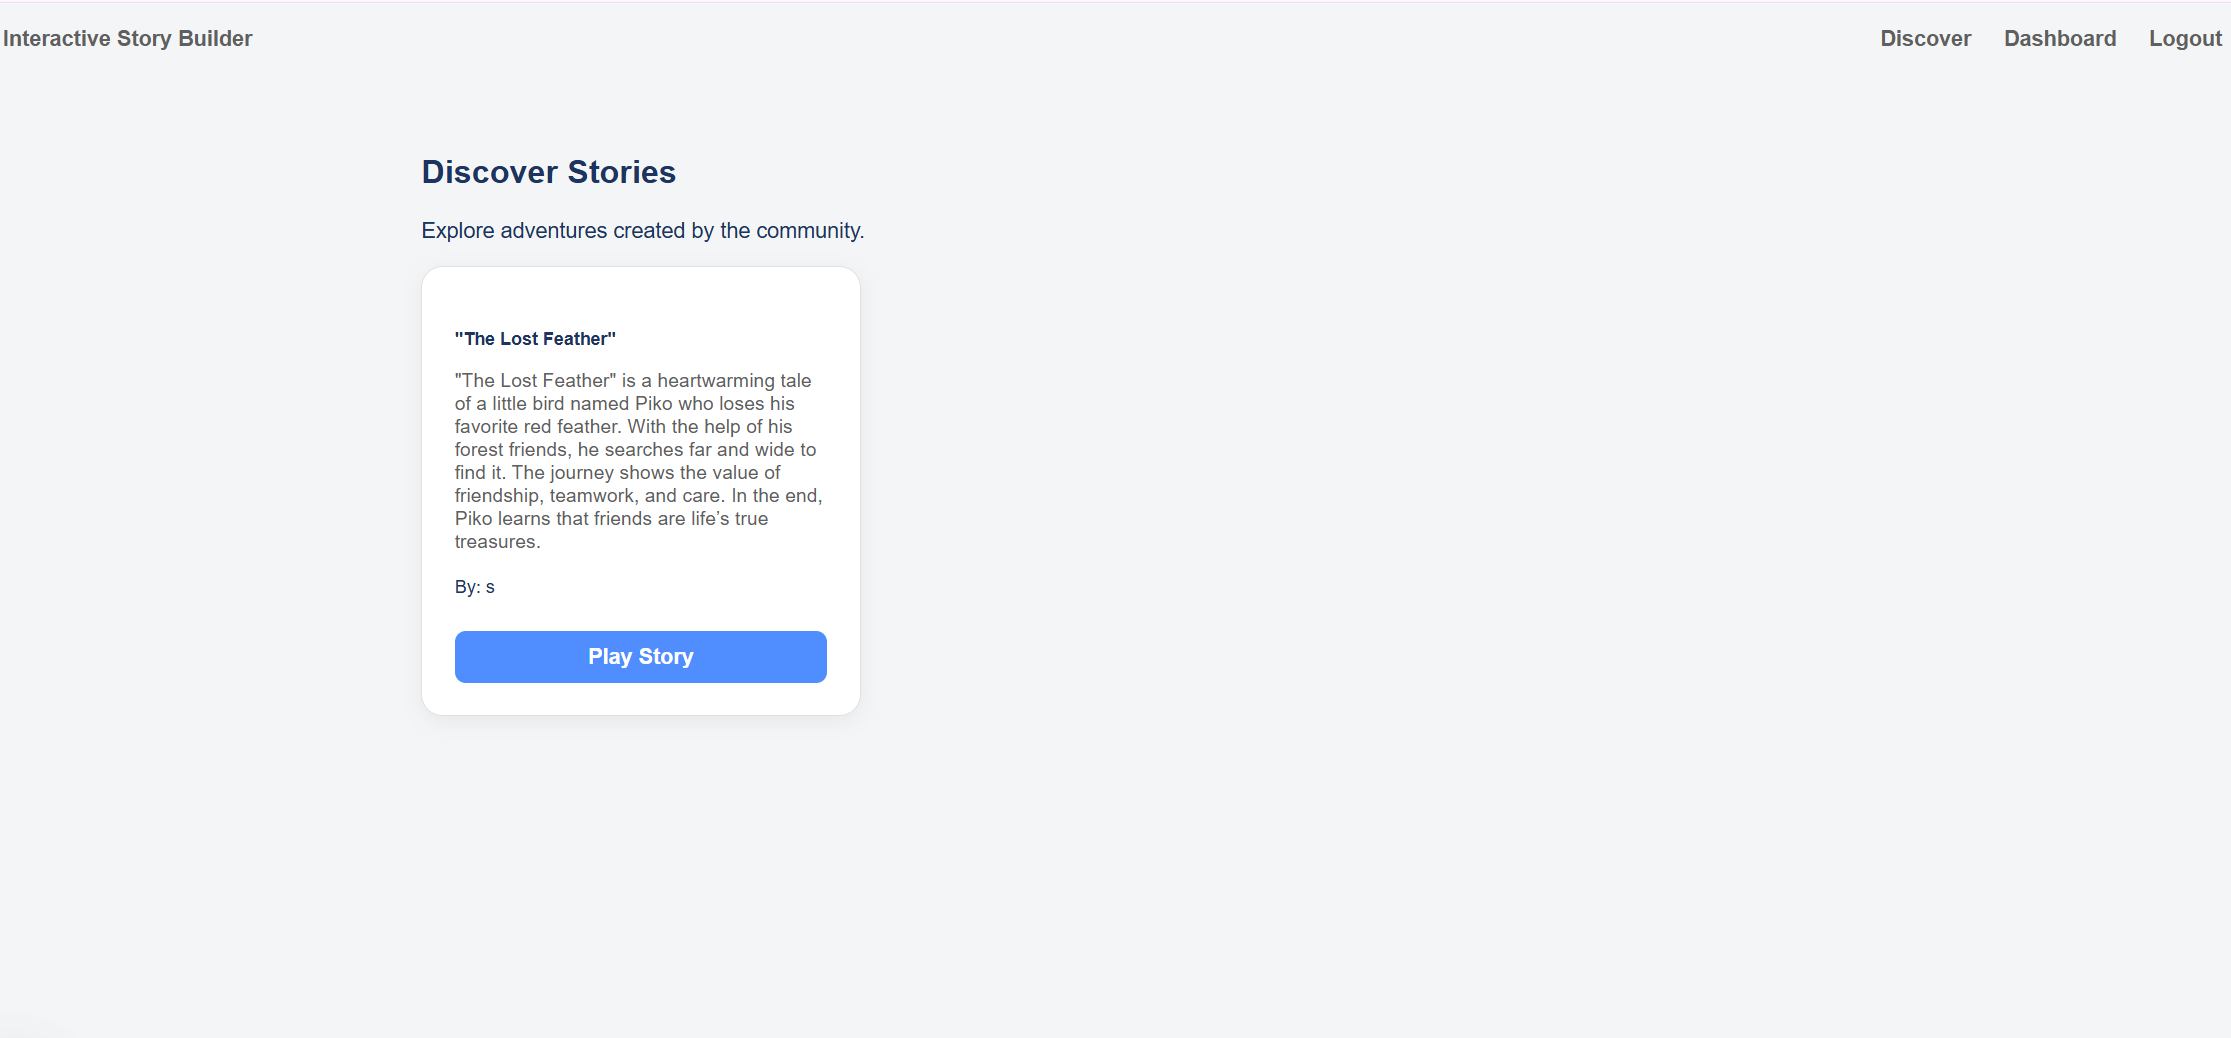 Interactive Story Builder
Discover Dashboard Logout
Discover Stories
Explore adventures created by the community.
"The Lost Feather"
"The Lost Feather" is a heartwarming tale
of a little bird named Piko who loses his
favorite red feather. With the help of his
forest friends, he searches far and wide to
find it. The journey shows the value of
friendship, teamwork, and care. In the end,
Piko learns that friends are life’s true
treasures.
By: s
Play Story